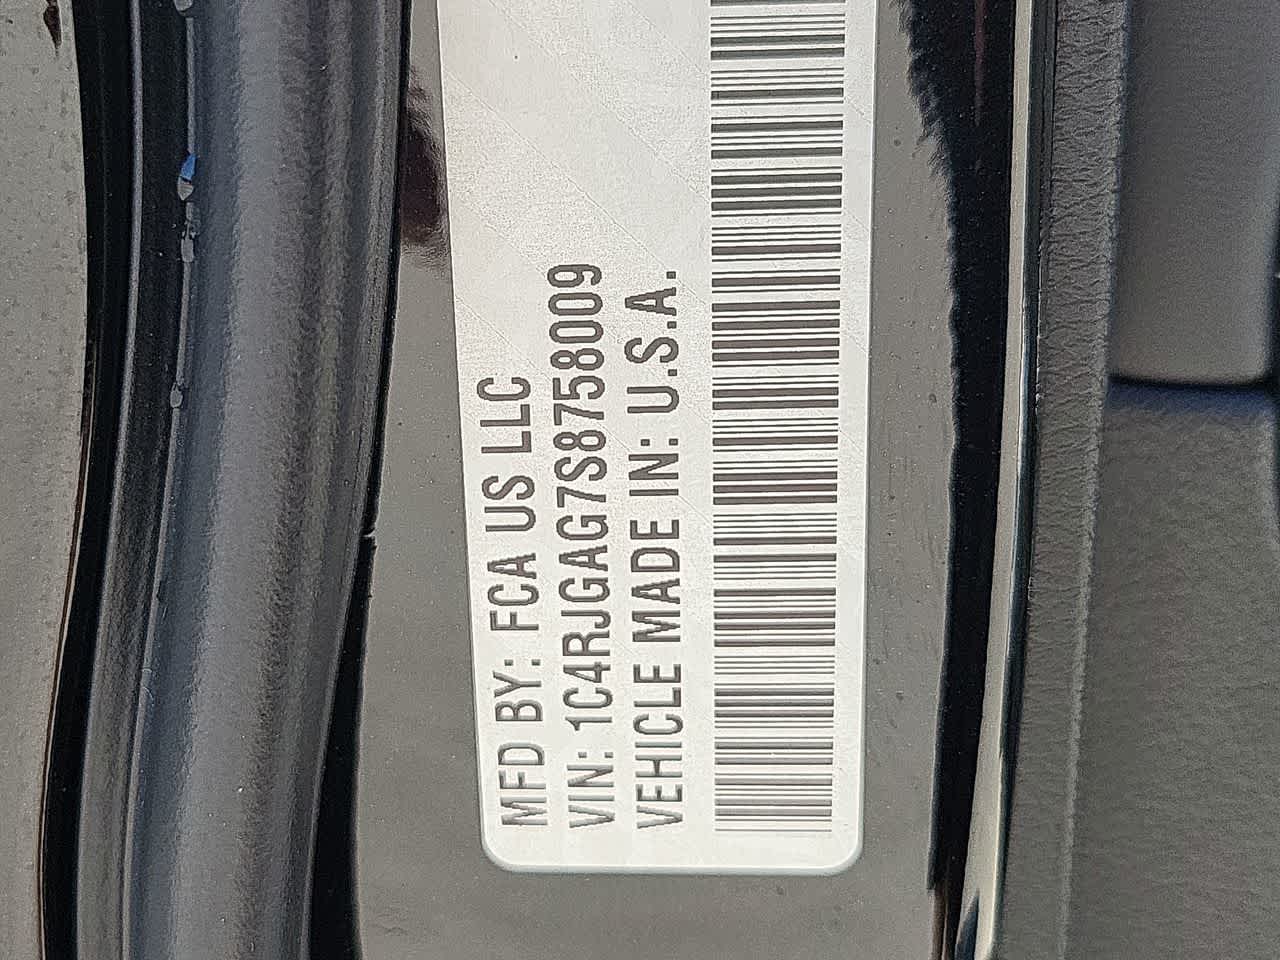 MFD BY: FCA US LLC
VIN: 1C4RJGAG7S8758009
VEHICLE MADE IN: U.S.A.